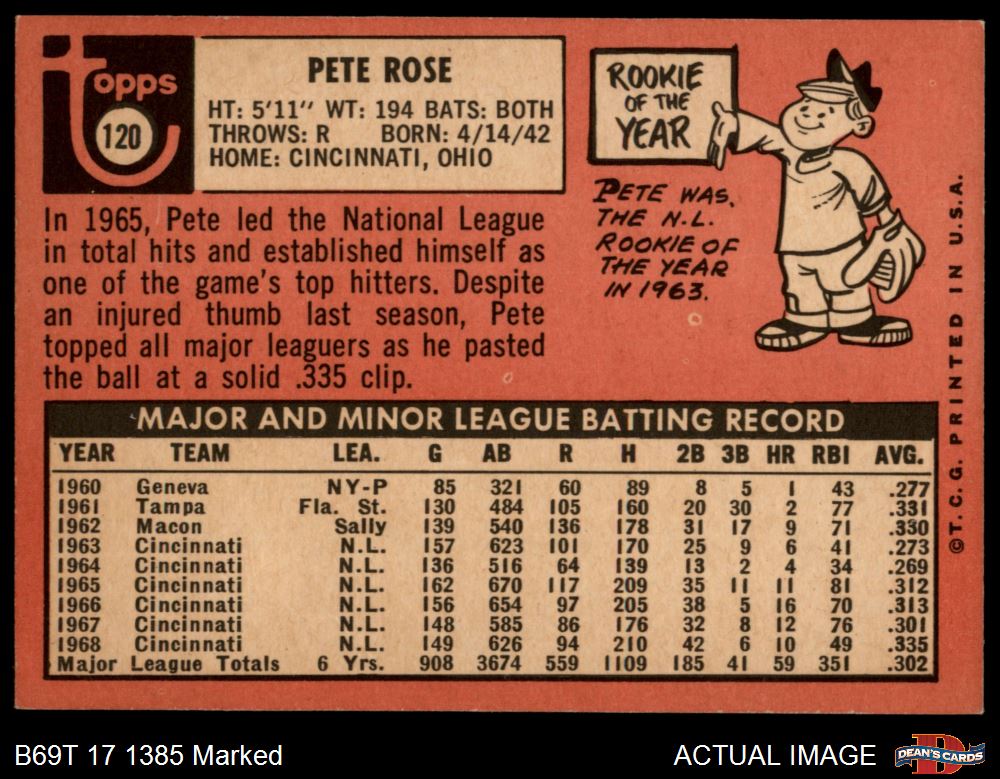 topps
120
PETE ROSE
HT: 5'11" WT: 194 BATS: BOTH
THROWS: R BORN: 4/14/42
HOME: CINCINNATI, OHIO
In 1965, Pete led the National League
in total hits and established himself as
one of the game's top hitters. Despite
an injured thumb last season, Pete
topped all major leaguers as he pasted
the ball at a solid .335 clip.
ROOKIE
OF THE
YEAR
PETE WAS
THE N.L.
ROOKIE OF
THE YEAR
IN 1963.
©T.C.G. PRINTED IN U.S.A.
MAJOR AND MINOR LEAGUE BATTING RECORD
YEAR TEAM LEA. G AB R H 2B 3B HR RBI AVG.
1960 Geneva NY-P 85 321 60 89 8 5 1 43 .277
1961 Tampa Fla. St. 130 484 105 160 20 30 2 77 .331
1962 Macon Sally 139 540 136 178 31 17 9 71 .330
1963 Cincinnati N.L. 157 623 101 170 25 9 6 41 .273
1964 Cincinnati N.L. 136 516 64 139 13 2 4 34 .269
1965 Cincinnati N.L. 162 670 117 209 35 11 11 81 .312
1966 Cincinnati N.L. 156 654 97 205 38 5 16 70 .313
1967 Cincinnati N.L. 148 585 86 176 32 8 12 76 .301
1968 Cincinnati N.L. 149 626 94 210 42 6 10 49 .335
Major League Totals 6 Yrs. 908 3674 559 1109 185 41 59 351 .302
B69T 17 1385 Marked
ACTUAL IMAGE
DEAN'S CARDS